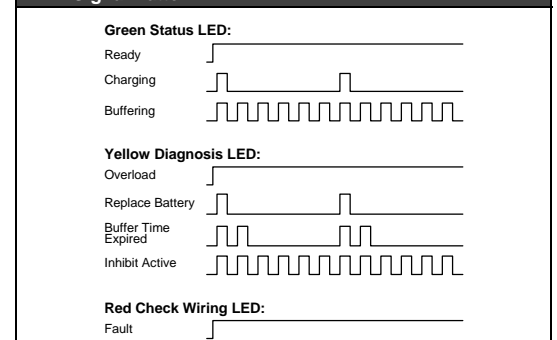 Green Status LED:
Ready
Charging
Buffering
Yellow Diagnosis LED:
Overload
Replace Battery
Buffer Time
Expired
Inhibit Active
Red Check Wiring LED:
Fault